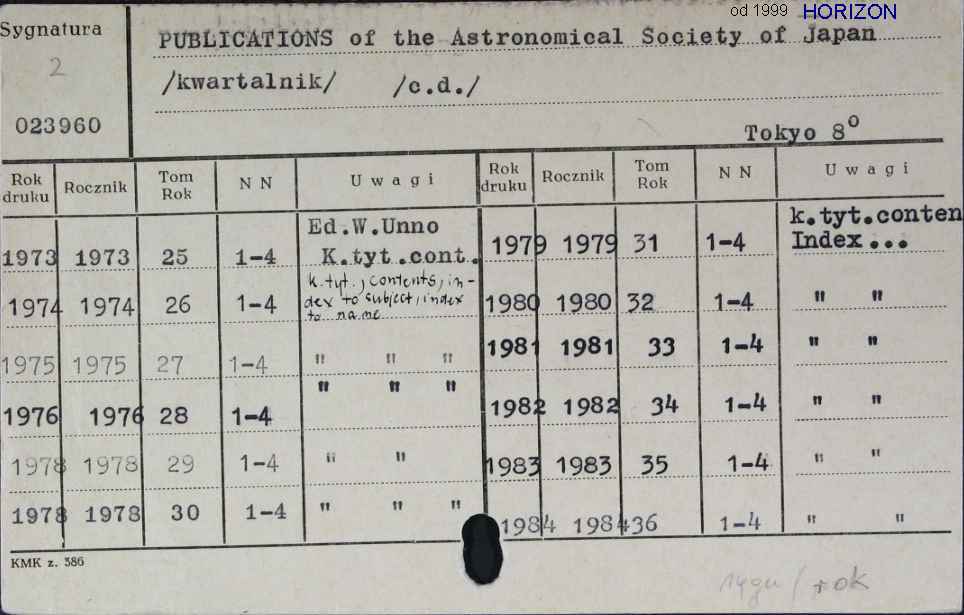 od 1999 HORIZON
Sygnatura
2
023960
PUBLICATIONS of the Astronomical Society of Japan
/kwartalnik/ /c.d./
Tokyo 8º
Rok druku Rocznik Tom Rok N N Uwagi Rok druku Rocznik Tom Rok N N Uwagi
1973 1973 25 1-4 Ed.W.Unno K.tyt.cont.
1974 1974 26 1-4 k.tyt., contents, in-
dex to subject, index
to name
1975 1975 27 1-4 " " "
1976 1976 28 1-4 " " "
1978 1978 29 1-4 " "
1978 1978 30 1-4 " " "
1979 1979 31 1-4 k.tyt.conten
Index...
1980 1980 32 1-4 " "
1981 1981 33 1-4 " "
1982 1982 34 1-4 " "
1983 1983 35 1-4 " "
1984 1984 36 1-4 " "
KMK z. 386
rok